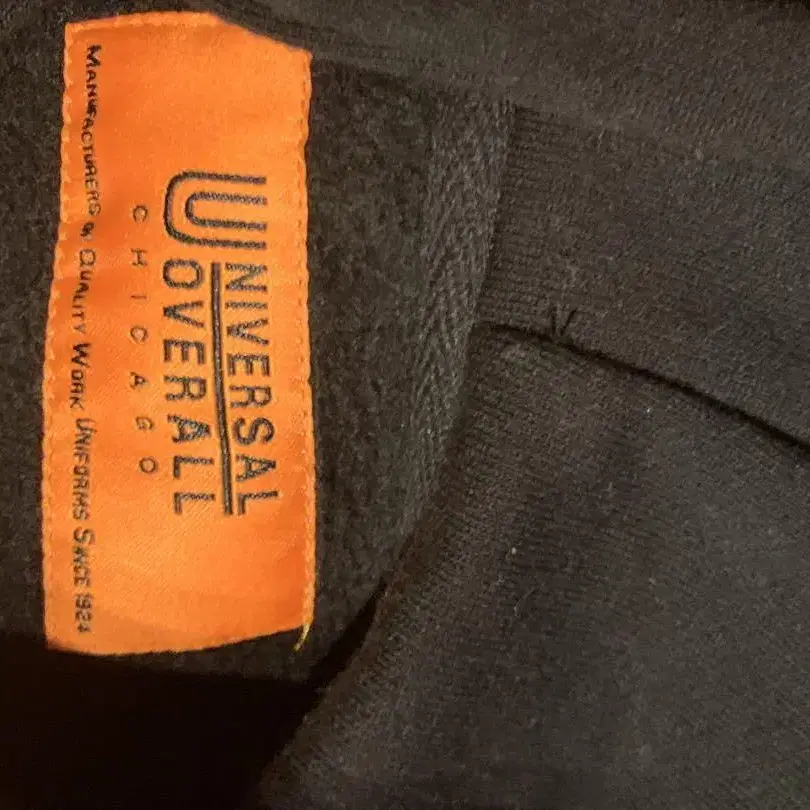 UNIVERSAL
OVERALL
CHICAGO
MANUFACTURERS OF QUALITY WORK UNIFORMS SINCE 1924